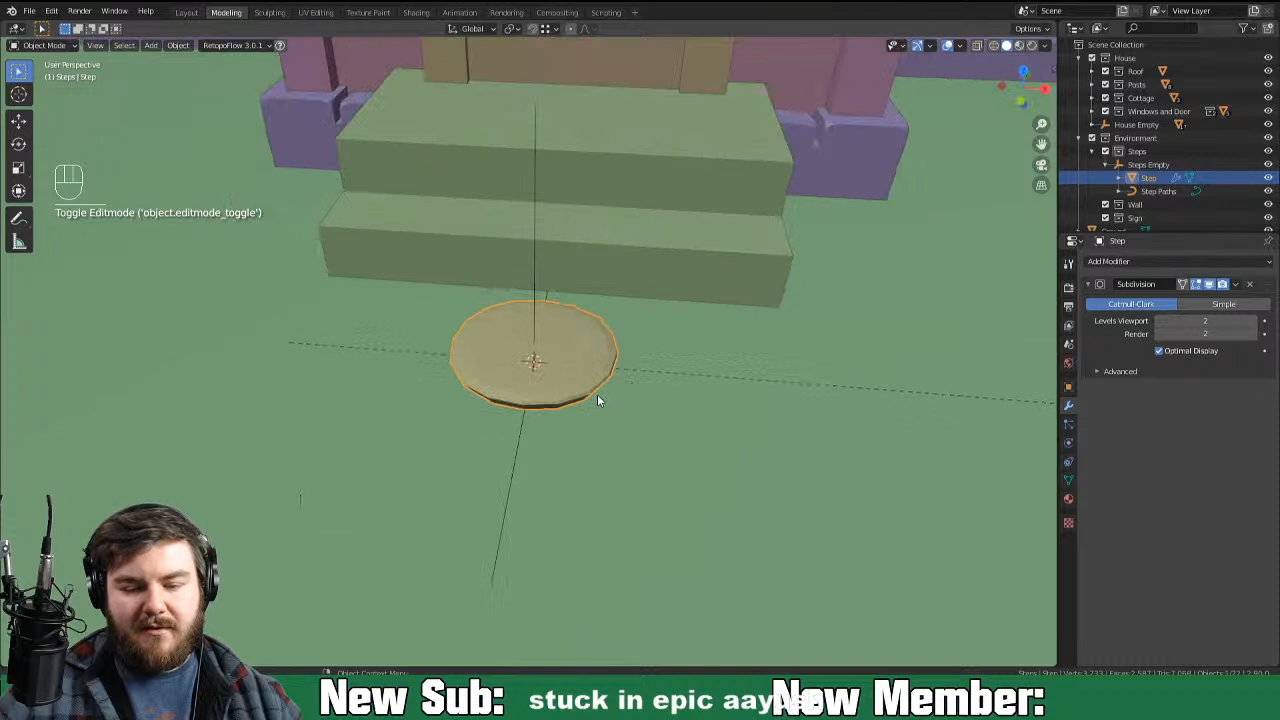 File Edit Render Window Help Layout Modeling Sculpting UV Editing Texture Paint Shading Animation Rendering Compositing Scripting + Scene View Layer
Global Options
Object Mode View Select Add Object RetopoFlow 3.0.1
User Perspective
(1) Steps | Step
Toggle Editmode ('object.editmode_toggle')
Scene Collection
House
Roof
Posts
Cottage
Windows and Door
House Empty
Environment
Steps
Steps Empty
Step
Step Paths
Wall
Sign
Step
Add Modifier
Subdivision
Catmull-Clark Simple
Levels Viewport 2
Render 2
Optimal Display
Advanced
Object Context Menu
New Sub: stuck in epic New Member: